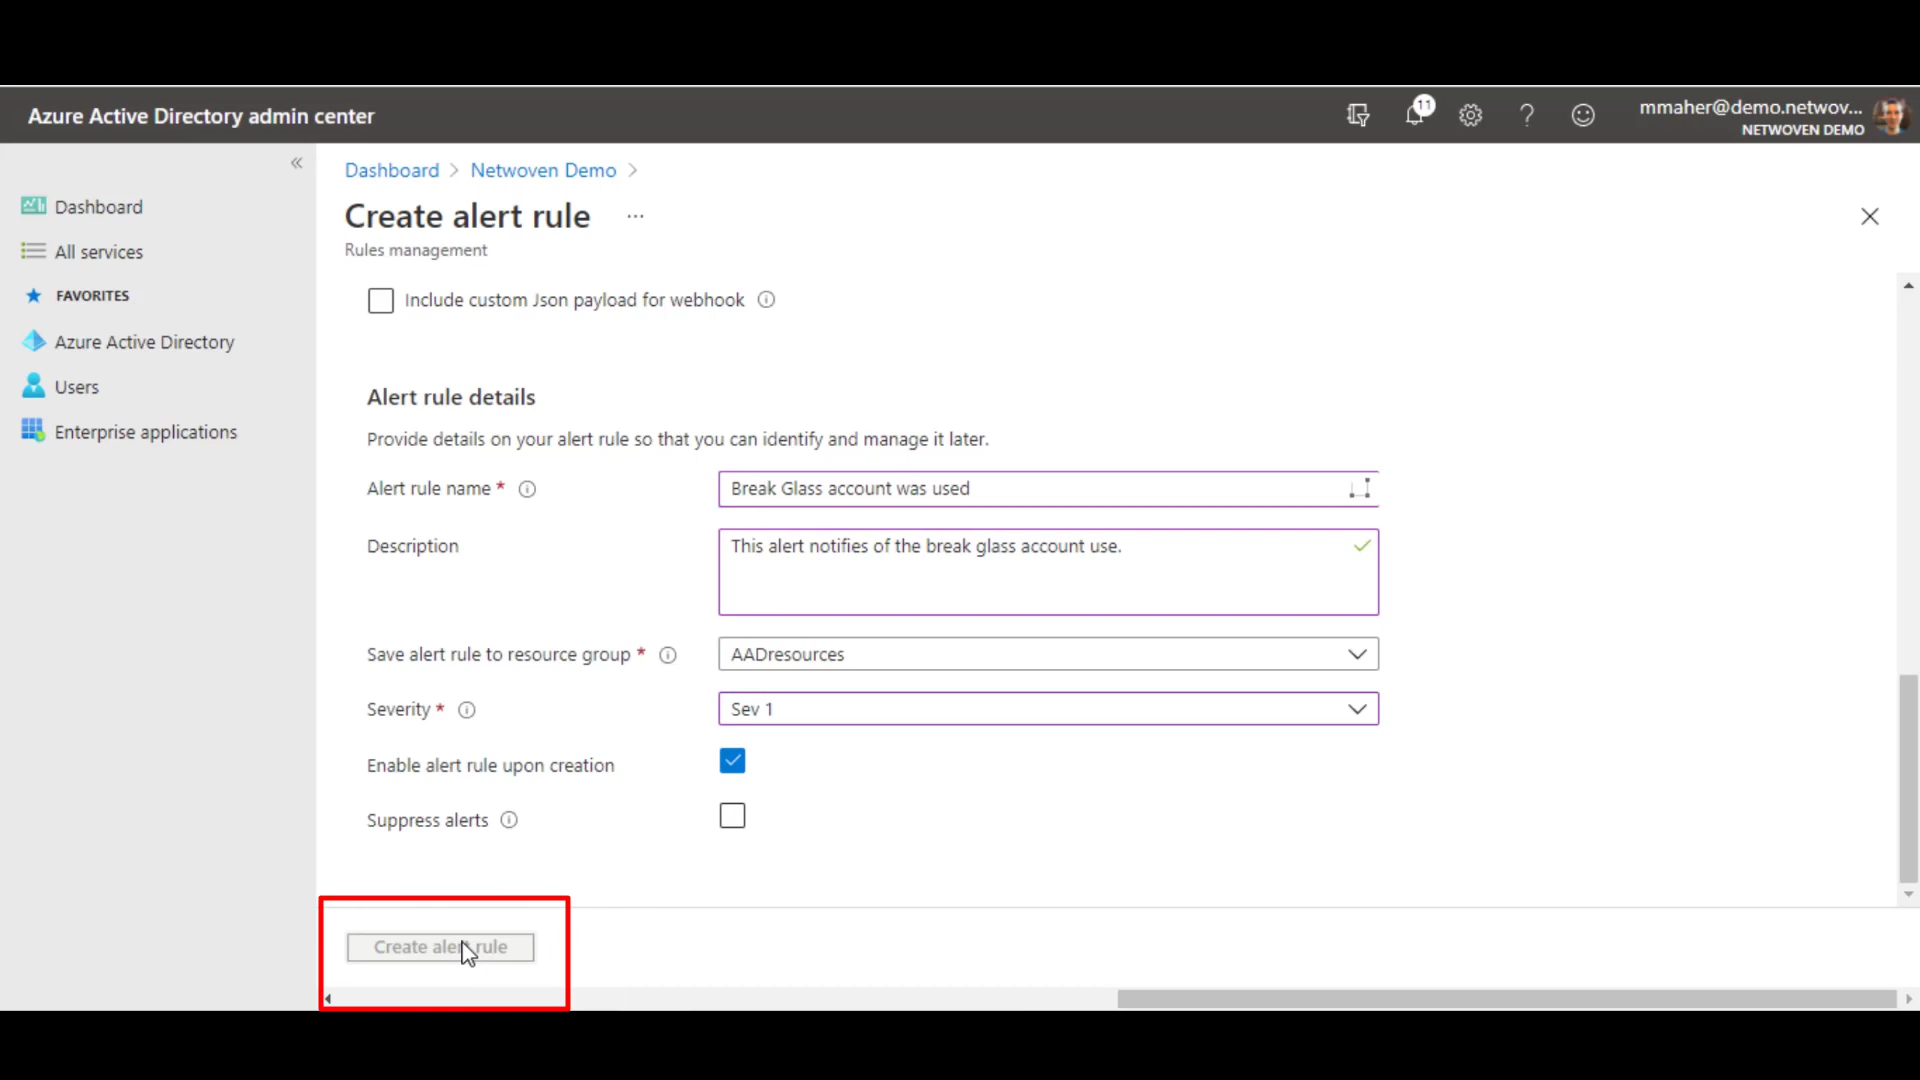 Azure Active Directory admin center
11
mmaher@demo.netwov...
NETWOVEN DEMO
Dashboard
All services
FAVORITES
Azure Active Directory
Users
Enterprise applications
Dashboard > Netwoven Demo >
Create alert rule ...
Rules management
Include custom Json payload for webhook
Alert rule details
Provide details on your alert rule so that you can identify and manage it later.
Alert rule name * Break Glass account was used
Description This alert notifies of the break glass account use.
Save alert rule to resource group * AADresources
Severity * Sev 1
Enable alert rule upon creation
Suppress alerts
Create alert rule